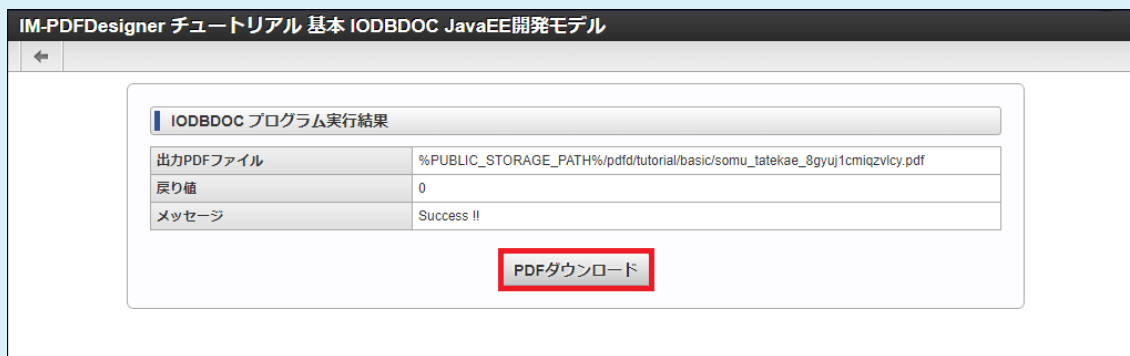 IM-PDFDesigner チュートリアル 基本 IODBDOC JavaEE開発モデル
IODBDOC プログラム実行結果
出力PDFファイル %PUBLIC_STORAGE_PATH%/pdfd/tutorial/basic/somu_tatekae_8gyuj1cmiqzvlcy.pdf
戻り値 0
メッセージ Success !!
PDFダウンロード